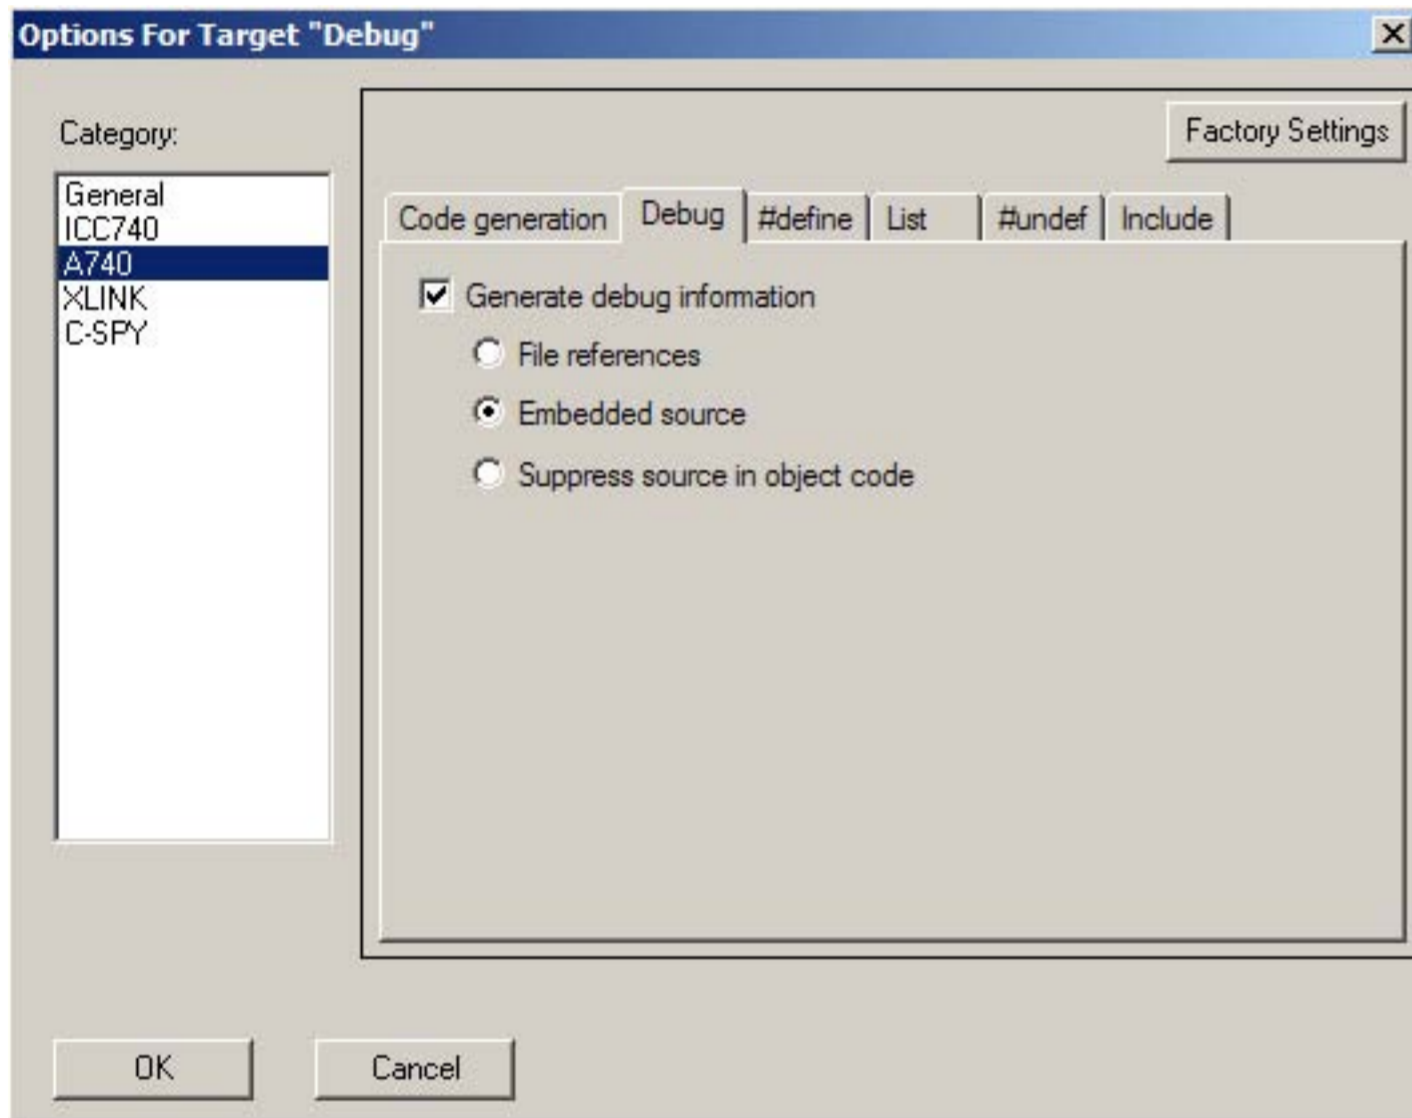 Options For Target "Debug"
Category:
Factory Settings
General
ICC740
A740
XLINK
C-SPY
Code generation Debug #define List #undef Include
Generate debug information
File references
Embedded source
Suppress source in object code
OK Cancel